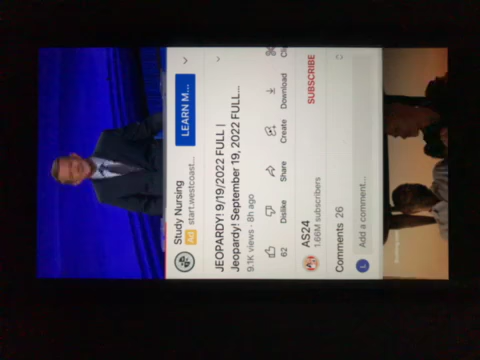 Study Nursing
Ad start.westcoast...
LEARN M...
JEOPARDY! 9/19/2022 FULL |
Jeopardy! September 19, 2022 FULL...
9.1K views · 8h ago
62
Dislike
Share
Create
Download
AS24
1.66M subscribers
SUBSCRIBE
Comments 26
L
Add a comment...